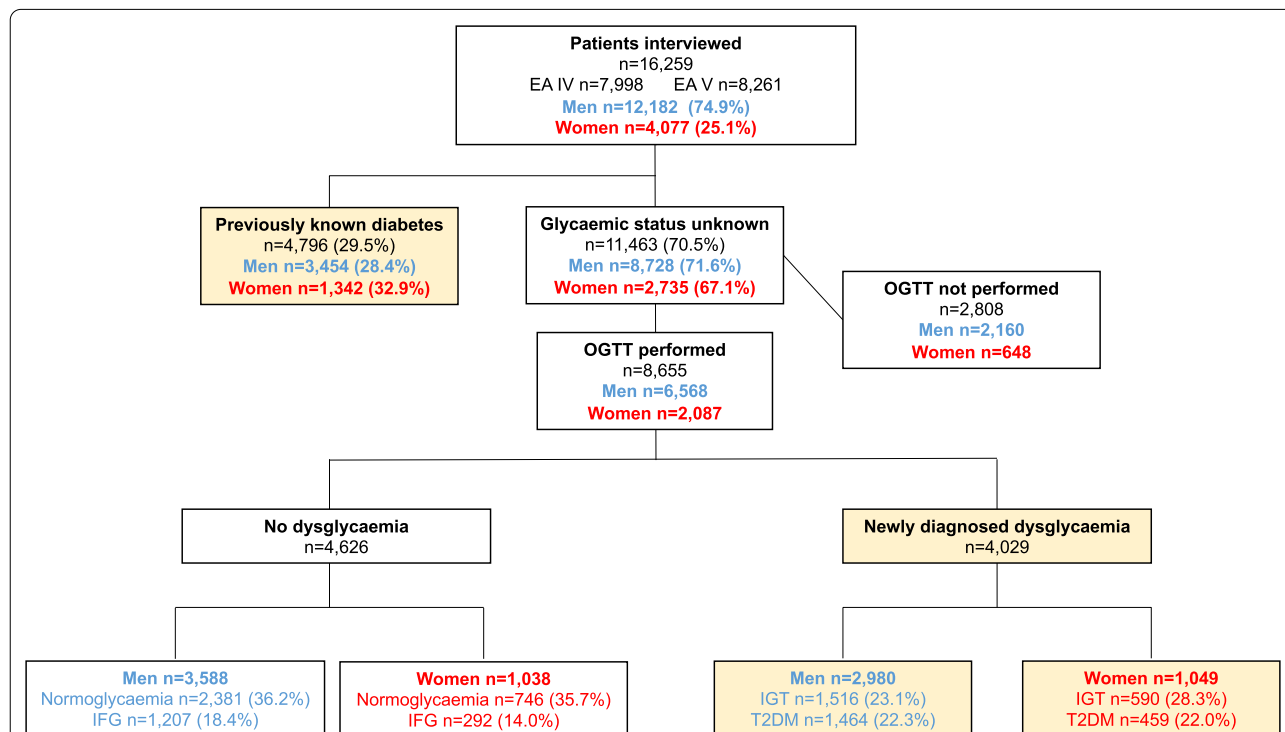 Patients interviewed
n=16,259
EA IV n=7,998 EA V n=8,261
Men n=12,182 (74.9%)
Women n=4,077 (25.1%)
Previously known diabetes
n=4,796 (29.5%)
Men n=3,454 (28.4%)
Women n=1,342 (32.9%)
Glycaemic status unknown
n=11,463 (70.5%)
Men n=8,728 (71.6%)
Women n=2,735 (67.1%)
OGTT not performed
n=2,808
Men n=2,160
Women n=648
OGTT performed
n=8,655
Men n=6,568
Women n=2,087
No dysglycaemia
n=4,626
Newly diagnosed dysglycaemia
n=4,029
Men n=3,588
Normoglycaemia n=2,381 (36.2%)
IFG n=1,207 (18.4%)
Women n=1,038
Normoglycaemia n=746 (35.7%)
IFG n=292 (14.0%)
Men n=2,980
IGT n=1,516 (23.1%)
T2DM n=1,464 (22.3%)
Women n=1,049
IGT n=590 (28.3%)
T2DM n=459 (22.0%)